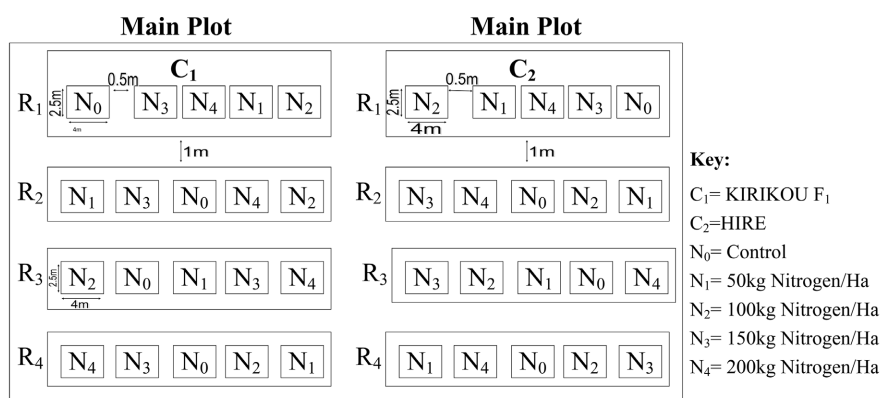 Main Plot
C₁
0.5m
R₁ 2.5m N₀ N₃ N₄ N₁ N₂
4m
1m
R₂ N₁ N₃ N₀ N₄ N₂
R₃ 2.5m N₂ N₀ N₁ N₃ N₄
4m
R₄ N₄ N₃ N₀ N₂ N₁
Main Plot
C₂
0.5m
R₁ 2.5m N₂ N₁ N₄ N₃ N₀
4m
1m
R₂ N₃ N₄ N₀ N₂ N₁
R₃ N₃ N₂ N₁ N₀ N₄
R₄ N₁ N₄ N₀ N₂ N₃
Key:
C₁= KIRIKOU F₁
C₂=HIRE
N₀= Control
N₁= 50kg Nitrogen/Ha
N₂= 100kg Nitrogen/Ha
N₃= 150kg Nitrogen/Ha
N₄= 200kg Nitrogen/Ha